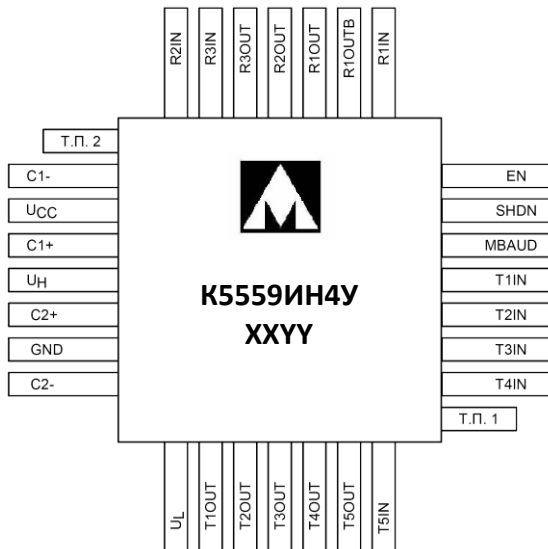 R2IN
R3IN
R3OUT
R2OUT
R1OUT
R1OUTB
R1IN
Т.П. 2
C1-
UCC
C1+
UH
C2+
GND
C2-
EN
SHDN
MBAUD
T1IN
T2IN
T3IN
T4IN
Т.П. 1
К5559ИН4У
XXYY
UL
T1OUT
T2OUT
T3OUT
T4OUT
T5OUT
T5IN